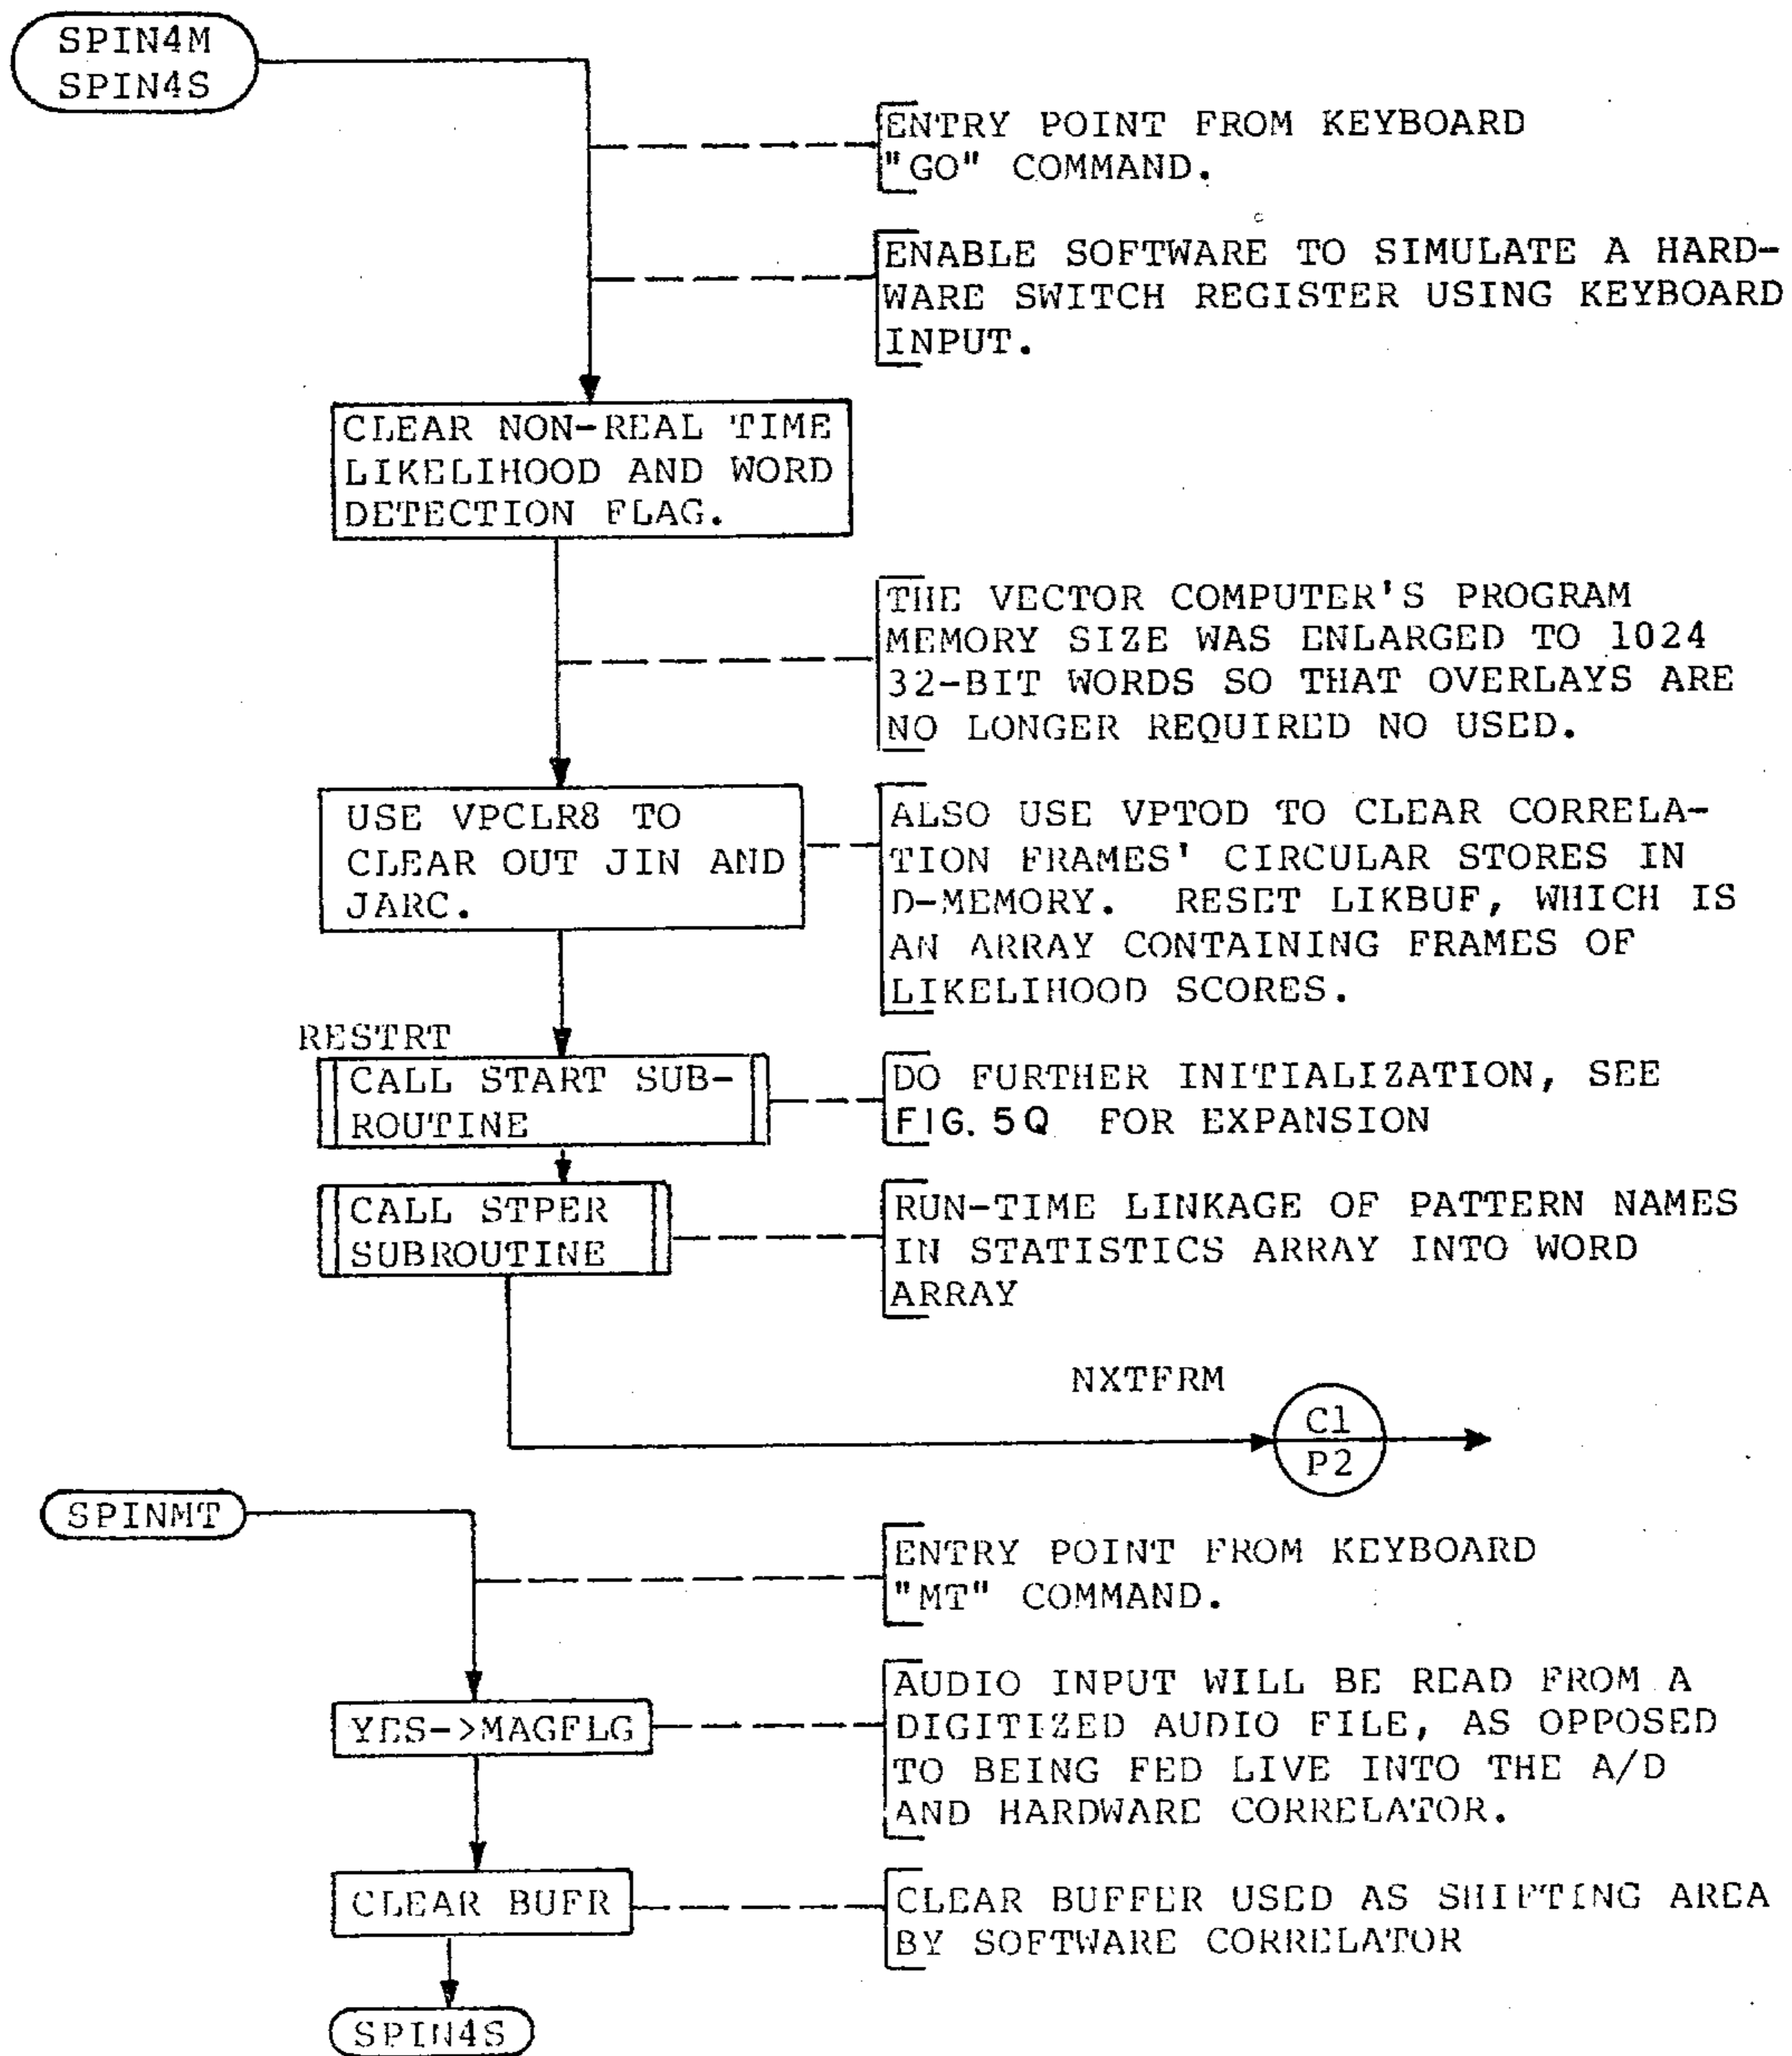 SPIN4M
SPIN4S
ENTRY POINT FROM KEYBOARD
"GO" COMMAND.
ENABLE SOFTWARE TO SIMULATE A HARD-
WARE SWITCH REGISTER USING KEYBOARD
INPUT.
CLEAR NON-REAL TIME
LIKELIHOOD AND WORD
DETECTION FLAG.
THE VECTOR COMPUTER'S PROGRAM
MEMORY SIZE WAS ENLARGED TO 1024
32-BIT WORDS SO THAT OVERLAYS ARE
NO LONGER REQUIRED NO USED.
USE VPCLR8 TO
CLEAR OUT JIN AND
JARC.
ALSO USE VPTOD TO CLEAR CORRELA-
TION FRAMES' CIRCULAR STORES IN
D-MEMORY. RESET LIKBUF, WHICH IS
AN ARRAY CONTAINING FRAMES OF
LIKELIHOOD SCORES.
RESTRT
CALL START SUB-
ROUTINE
DO FURTHER INITIALIZATION, SEE
FIG. 5Q FOR EXPANSION
CALL STPER
SUBROUTINE
RUN-TIME LINKAGE OF PATTERN NAMES
IN STATISTICS ARRAY INTO WORD
ARRAY
NXTFRM
C1
P2
SPINMT
ENTRY POINT FROM KEYBOARD
"MT" COMMAND.
YES->MAGFLG
AUDIO INPUT WILL BE READ FROM A
DIGITIZED AUDIO FILE, AS OPPOSED
TO BEING FED LIVE INTO THE A/D
AND HARDWARE CORRELATOR.
CLEAR BUFR
CLEAR BUFFER USED AS SHIFTING AREA
BY SOFTWARE CORRELATOR
SPIN4S